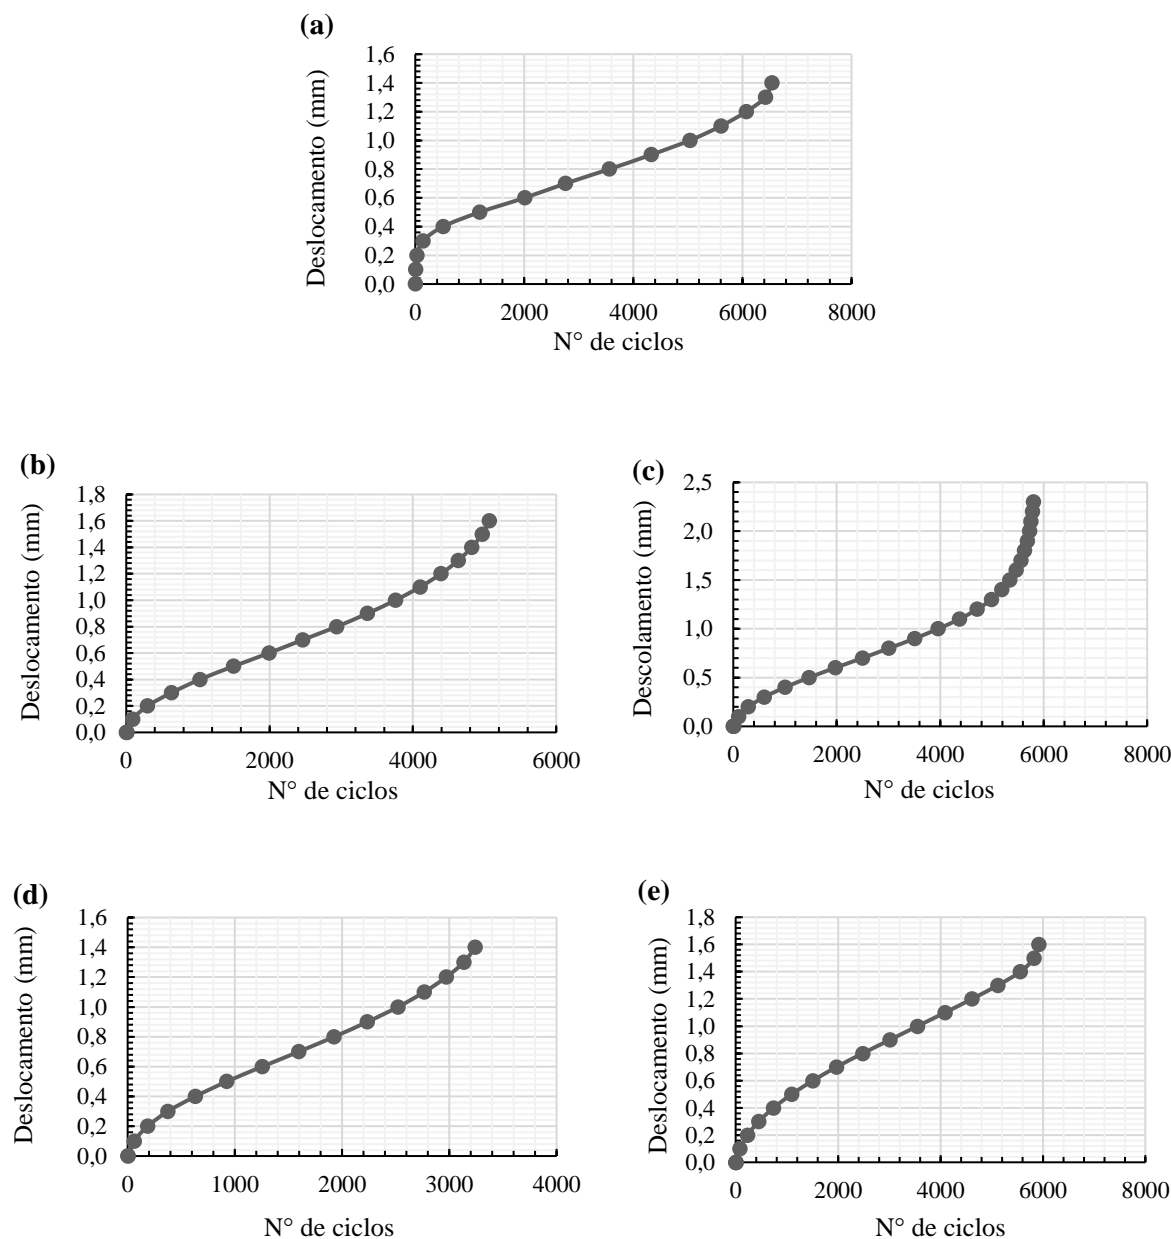 (a)
Deslocamento (mm)
1,6
1,4
1,2
1,0
0,8
0,6
0,4
0,2
0,0
0 2000 4000 6000 8000
N° de ciclos
(b)
Deslocamento (mm)
1,8
1,6
1,4
1,2
1,0
0,8
0,6
0,4
0,2
0,0
0 2000 4000 6000
N° de ciclos
(c)
Descolamento (mm)
2,5
2,0
1,5
1,0
0,5
0,0
0 2000 4000 6000 8000
N° de ciclos
(d)
Deslocamento (mm)
1,6
1,4
1,2
1,0
0,8
0,6
0,4
0,2
0,0
0 1000 2000 3000 4000
N° de ciclos
(e)
Deslocamento (mm)
1,8
1,6
1,4
1,2
1,0
0,8
0,6
0,4
0,2
0,0
0 2000 4000 6000 8000
N° de ciclos